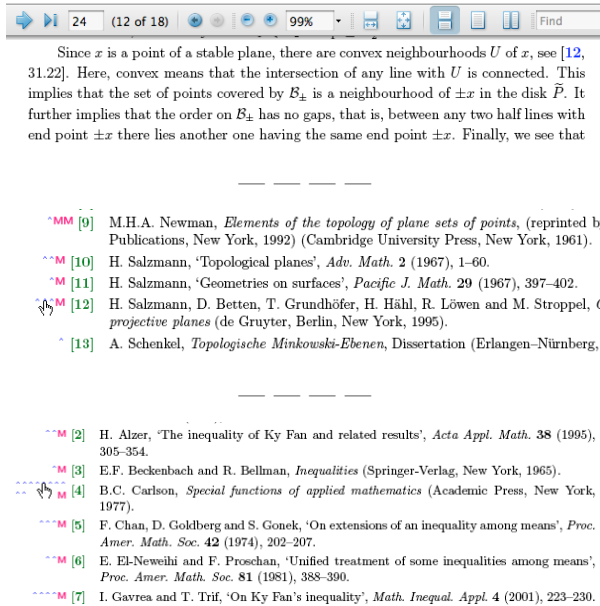 24 (12 of 18) 99% Find
Since x is a point of a stable plane, there are convex neighbourhoods U of x, see [12,
31.22]. Here, convex means that the intersection of any line with U is connected. This
implies that the set of points covered by ℬ± is a neighbourhood of ±x in the disk P̃. It
further implies that the order on ℬ± has no gaps, that is, between any two half lines with
end point ±x there lies another one having the same end point ±x. Finally, we see that
^MM [9] M.H.A. Newman, Elements of the topology of plane sets of points, (reprinted b
Publications, New York, 1992) (Cambridge University Press, New York, 1961).
^^M [10] H. Salzmann, 'Topological planes', Adv. Math. 2 (1967), 1–60.
^M [11] H. Salzmann, 'Geometries on surfaces', Pacific J. Math. 29 (1967), 397–402.
^^^M [12] H. Salzmann, D. Betten, T. Grundhöfer, H. Hähl, R. Löwen and M. Stroppel,
projective planes (de Gruyter, Berlin, New York, 1995).
^ [13] A. Schenkel, Topologische Minkowski-Ebenen, Dissertation (Erlangen–Nürnberg,
^^M [2] H. Alzer, 'The inequality of Ky Fan and related results', Acta Appl. Math. 38 (1995),
305–354.
^M [3] E.F. Beckenbach and R. Bellman, Inequalities (Springer-Verlag, New York, 1965).
M [4] B.C. Carlson, Special functions of applied mathematics (Academic Press, New York,
1977).
^^^M [5] F. Chan, D. Goldberg and S. Gonek, 'On extensions of an inequality among means', Proc.
Amer. Math. Soc. 42 (1974), 202–207.
^^M [6] E. El-Neweihi and F. Proschan, 'Unified treatment of some inequalities among means',
Proc. Amer. Math. Soc. 81 (1981), 388–390.
^^^^M [7] I. Gavrea and T. Trif, 'On Ky Fan's inequality', Math. Inequal. Appl. 4 (2001), 223–230.